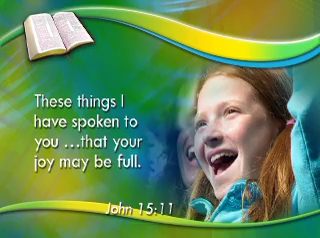 These things I
have spoken to
you ...that your
joy may be full.
John 15:11